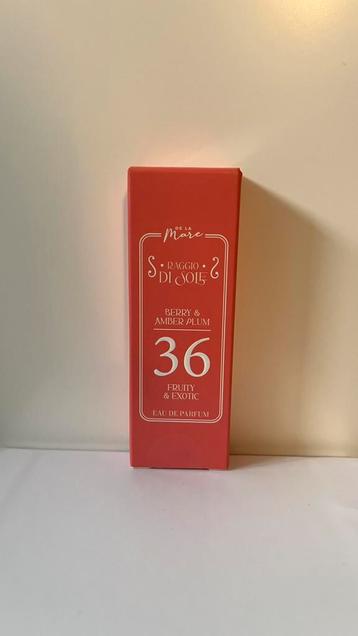 DE LA
Mare
RAGGIO
DI SOLE
BERRY &
AMBER PLUM
36
FRUITY
& EXOTIC
EAU DE PARFUM